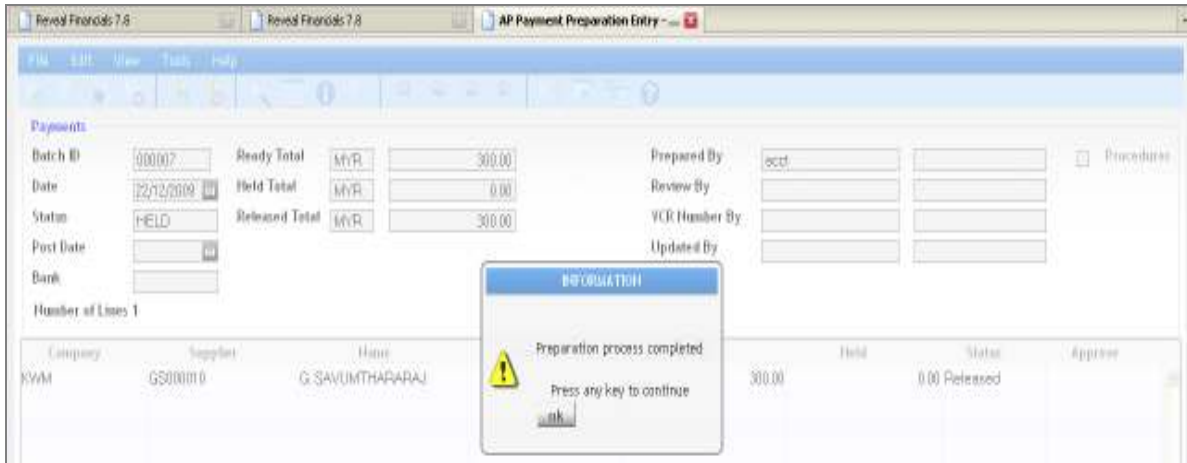 Reveal Financials 7.8 Reveal Financials 7.8 AP Payment Preparation Entry - ...
File Edit View Tools Help
Payments
Batch ID 000007 Ready Total MYR 300.00 Prepared By Procedures
Date 22/12/2009 Held Total MYR 0.00 Review By
Status HELD Released Total MYR 300.00 VCR Number By
Post Date Updated By
Bank
INFORMATION
Number of Lines 1
Preparation process completed
Press any key to continue
ok
Company Supplier Name Held Status Approve
KWM GS000010 G.SAVUMTHARARAJ 300.00 0.00 Released